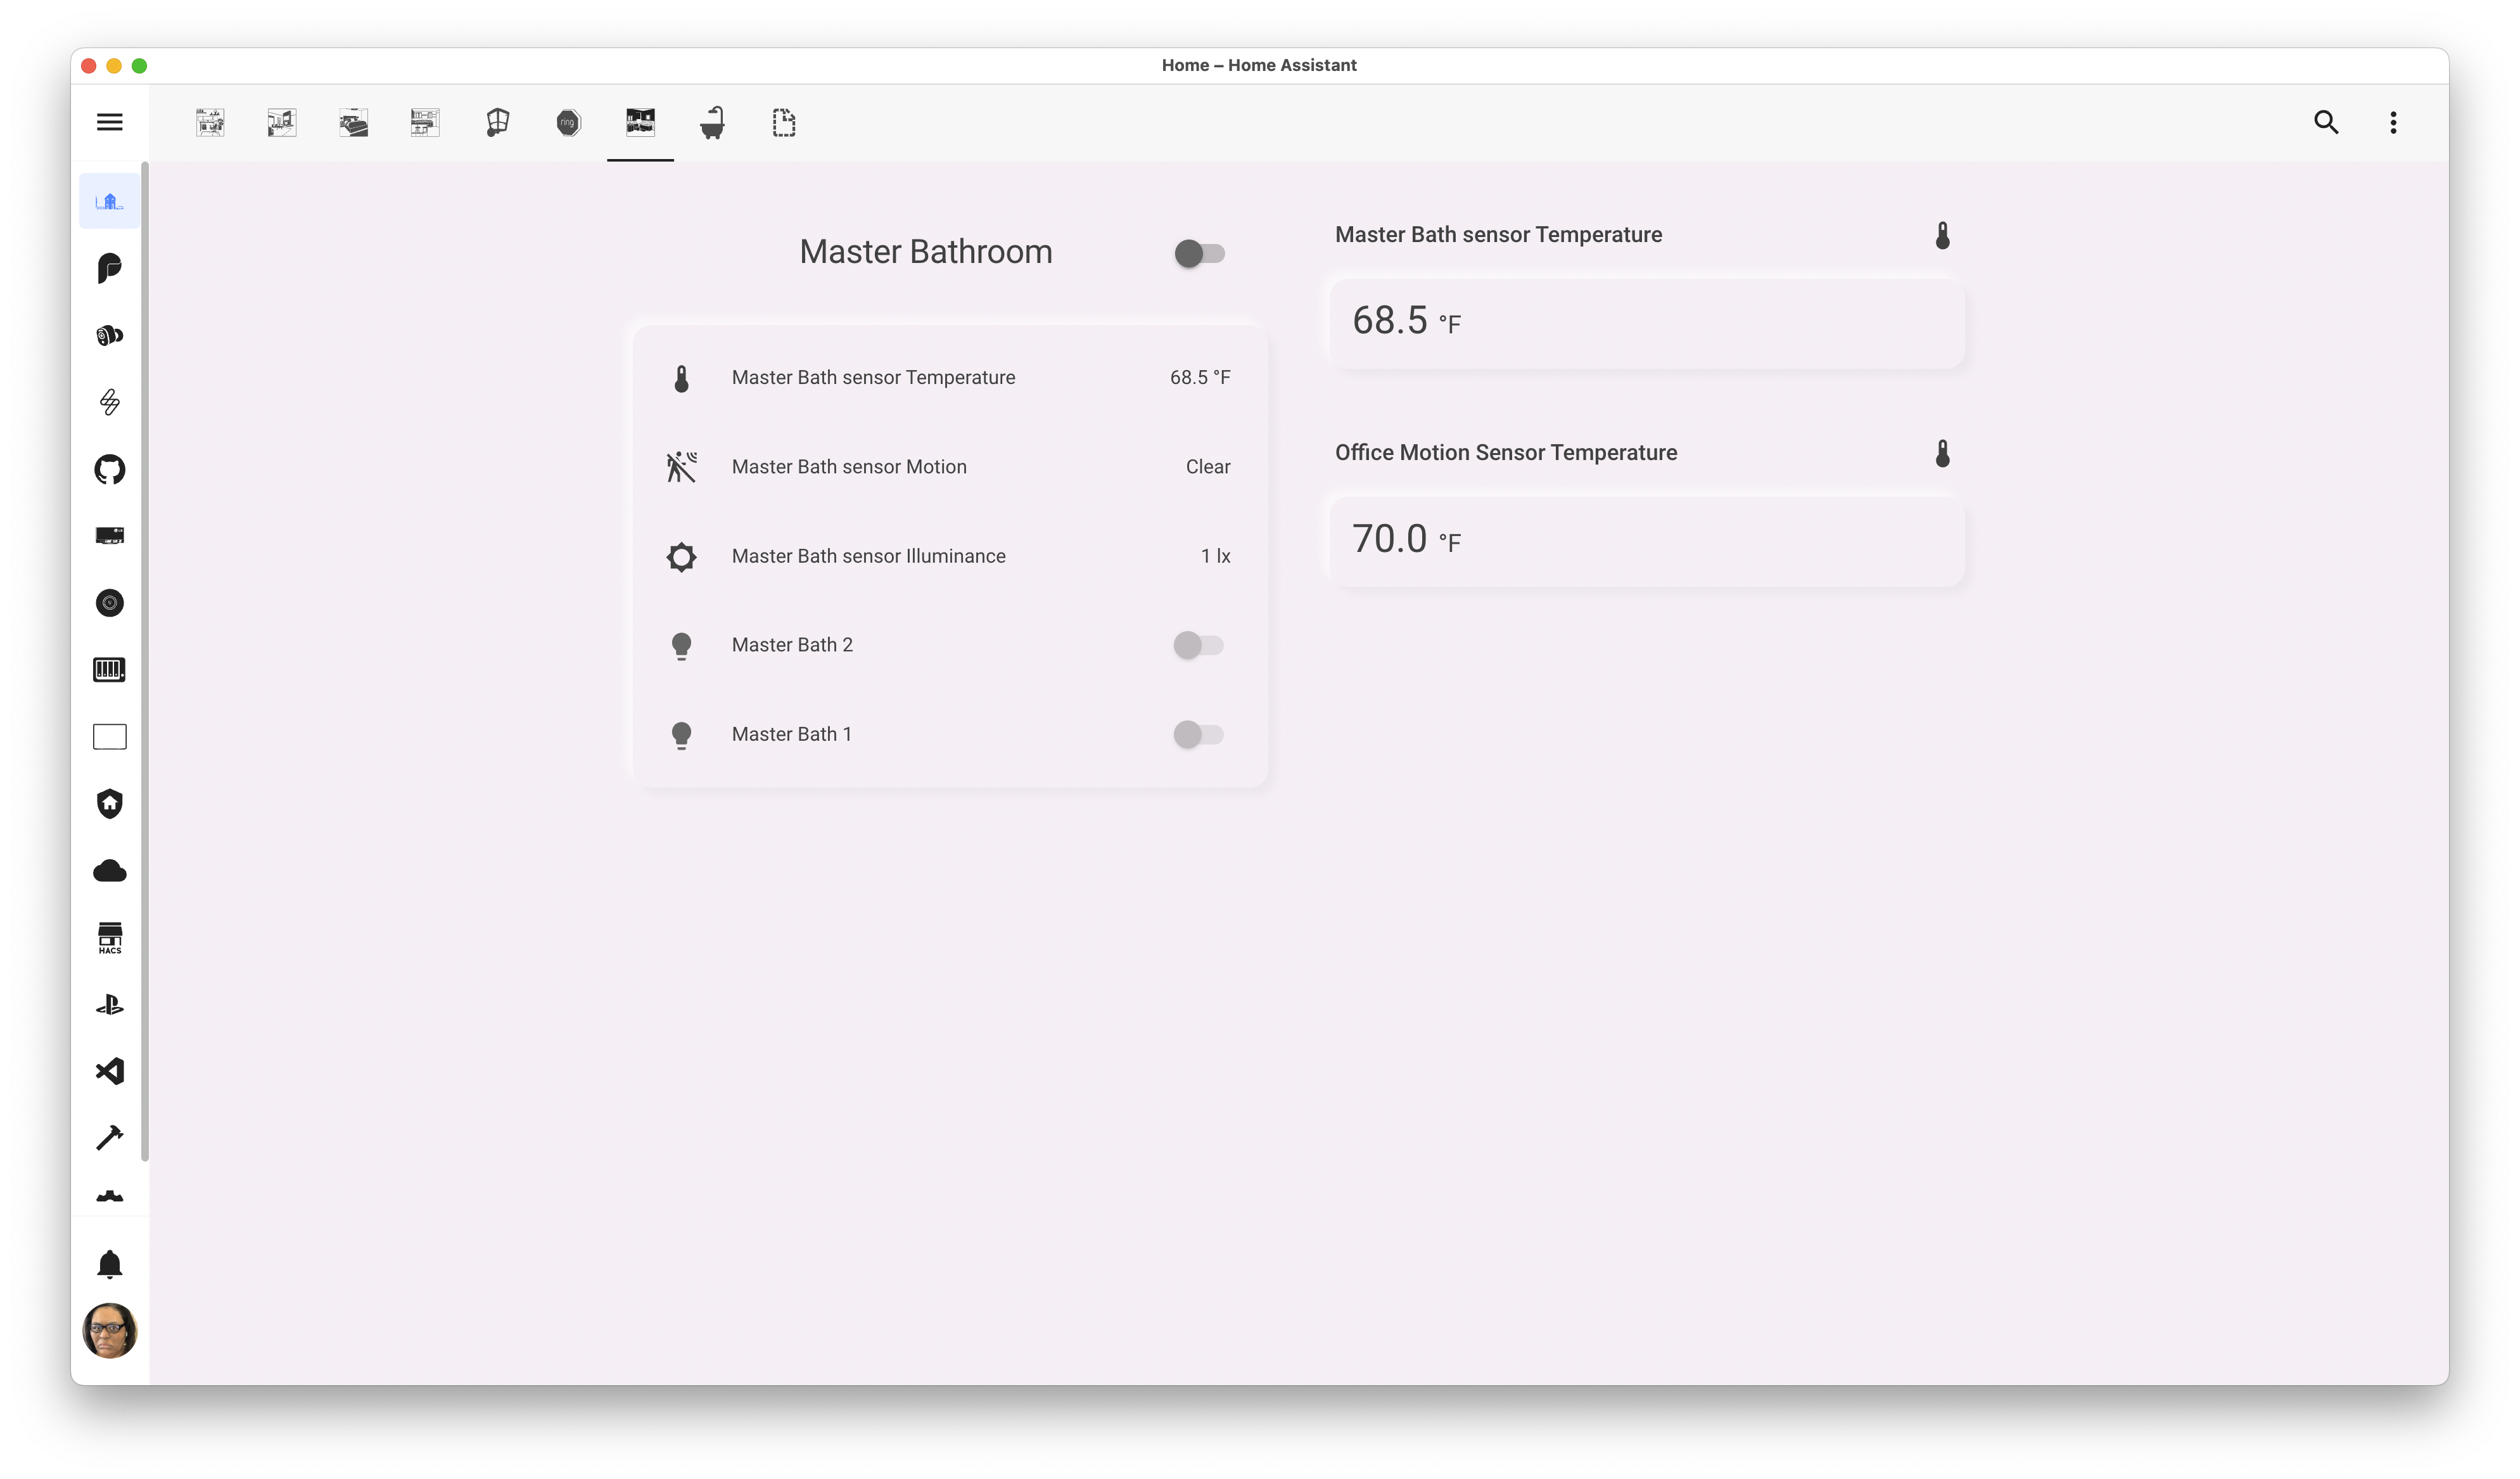 Home – Home Assistant
ring
Master Bathroom
Master Bath sensor Temperature 68.5 °F
Master Bath sensor Motion Clear
Master Bath sensor Illuminance 1 lx
Master Bath 2
Master Bath 1
Master Bath sensor Temperature
68.5 °F
Office Motion Sensor Temperature
70.0 °F
HACS